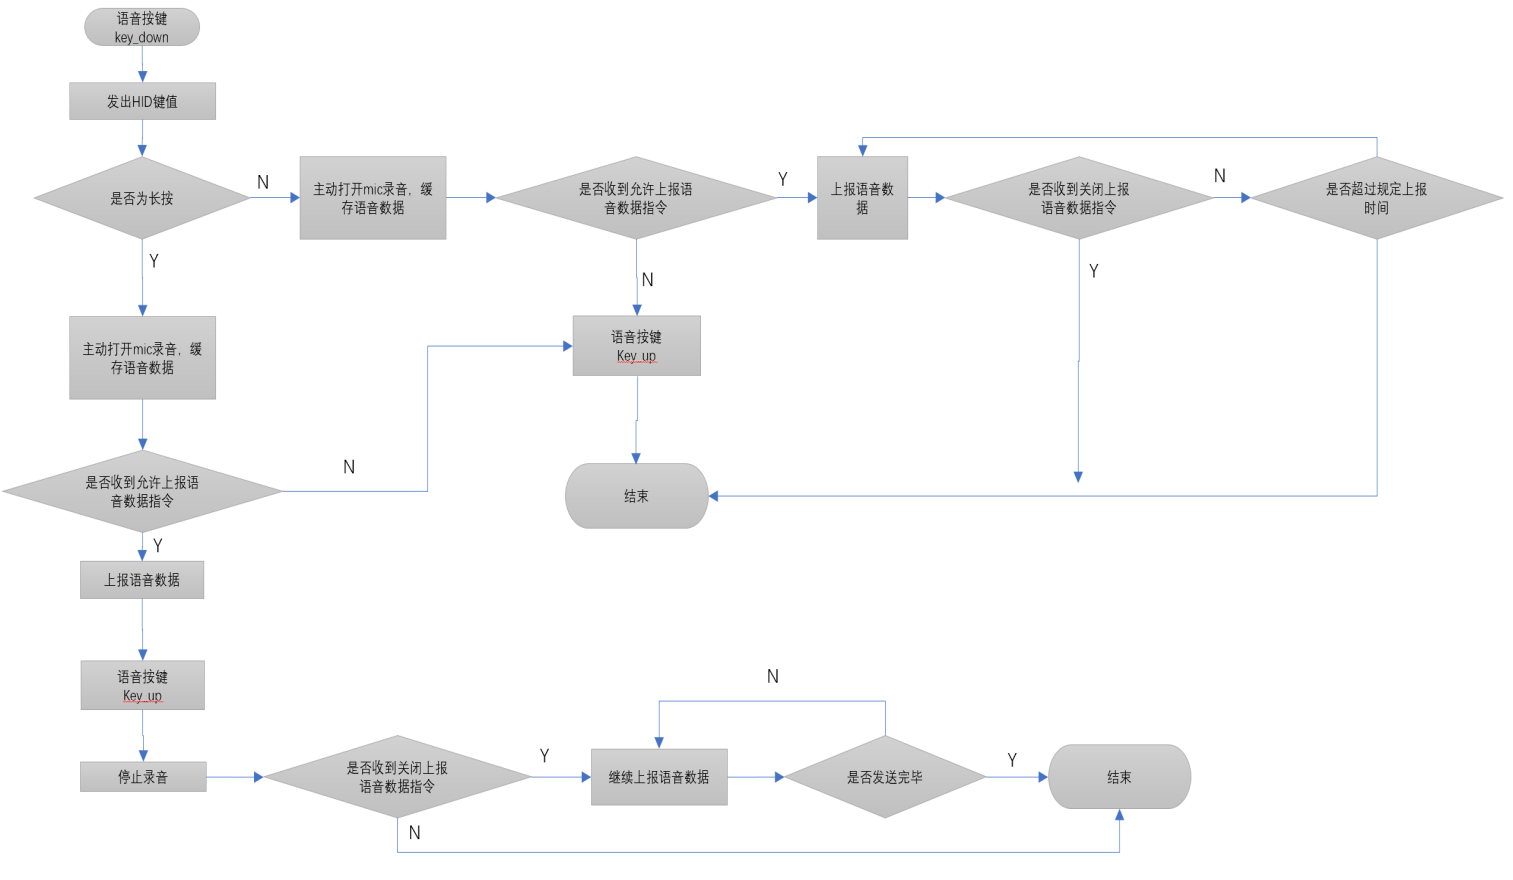 语音按键
key_down
发出HID键值
是否为长按
N
主动打开mic录音，缓
存语音数据
是否收到允许上报语
音数据指令
Y
上报语音数
据
是否收到关闭上报
语音数据指令
N
是否超过规定上报
时间
Y
N
Y
主动打开mic录音，缓
存语音数据
语音按键
Key_up
N
是否收到允许上报语
音数据指令
结束
Y
上报语音数据
语音按键
Key_up
N
停止录音
是否收到关闭上报
语音数据指令
Y
继续上报语音数据
是否发送完毕
Y
结束
N